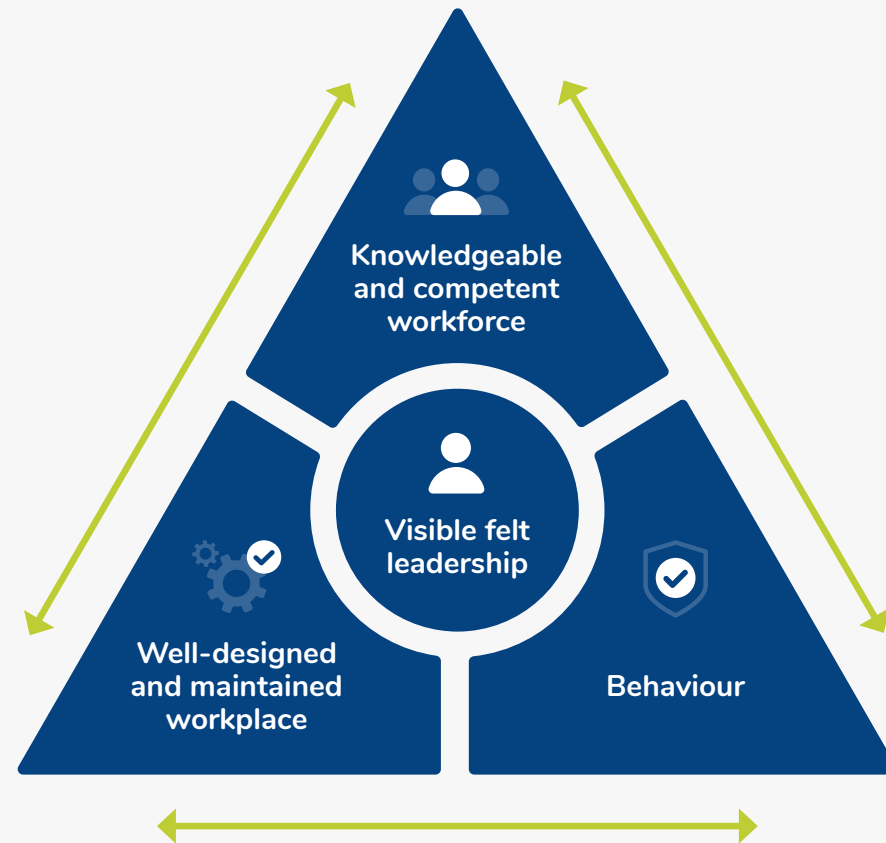 Knowledgeable
and competent
workforce
Visible felt
leadership
Well-designed
and maintained
workplace
Behaviour